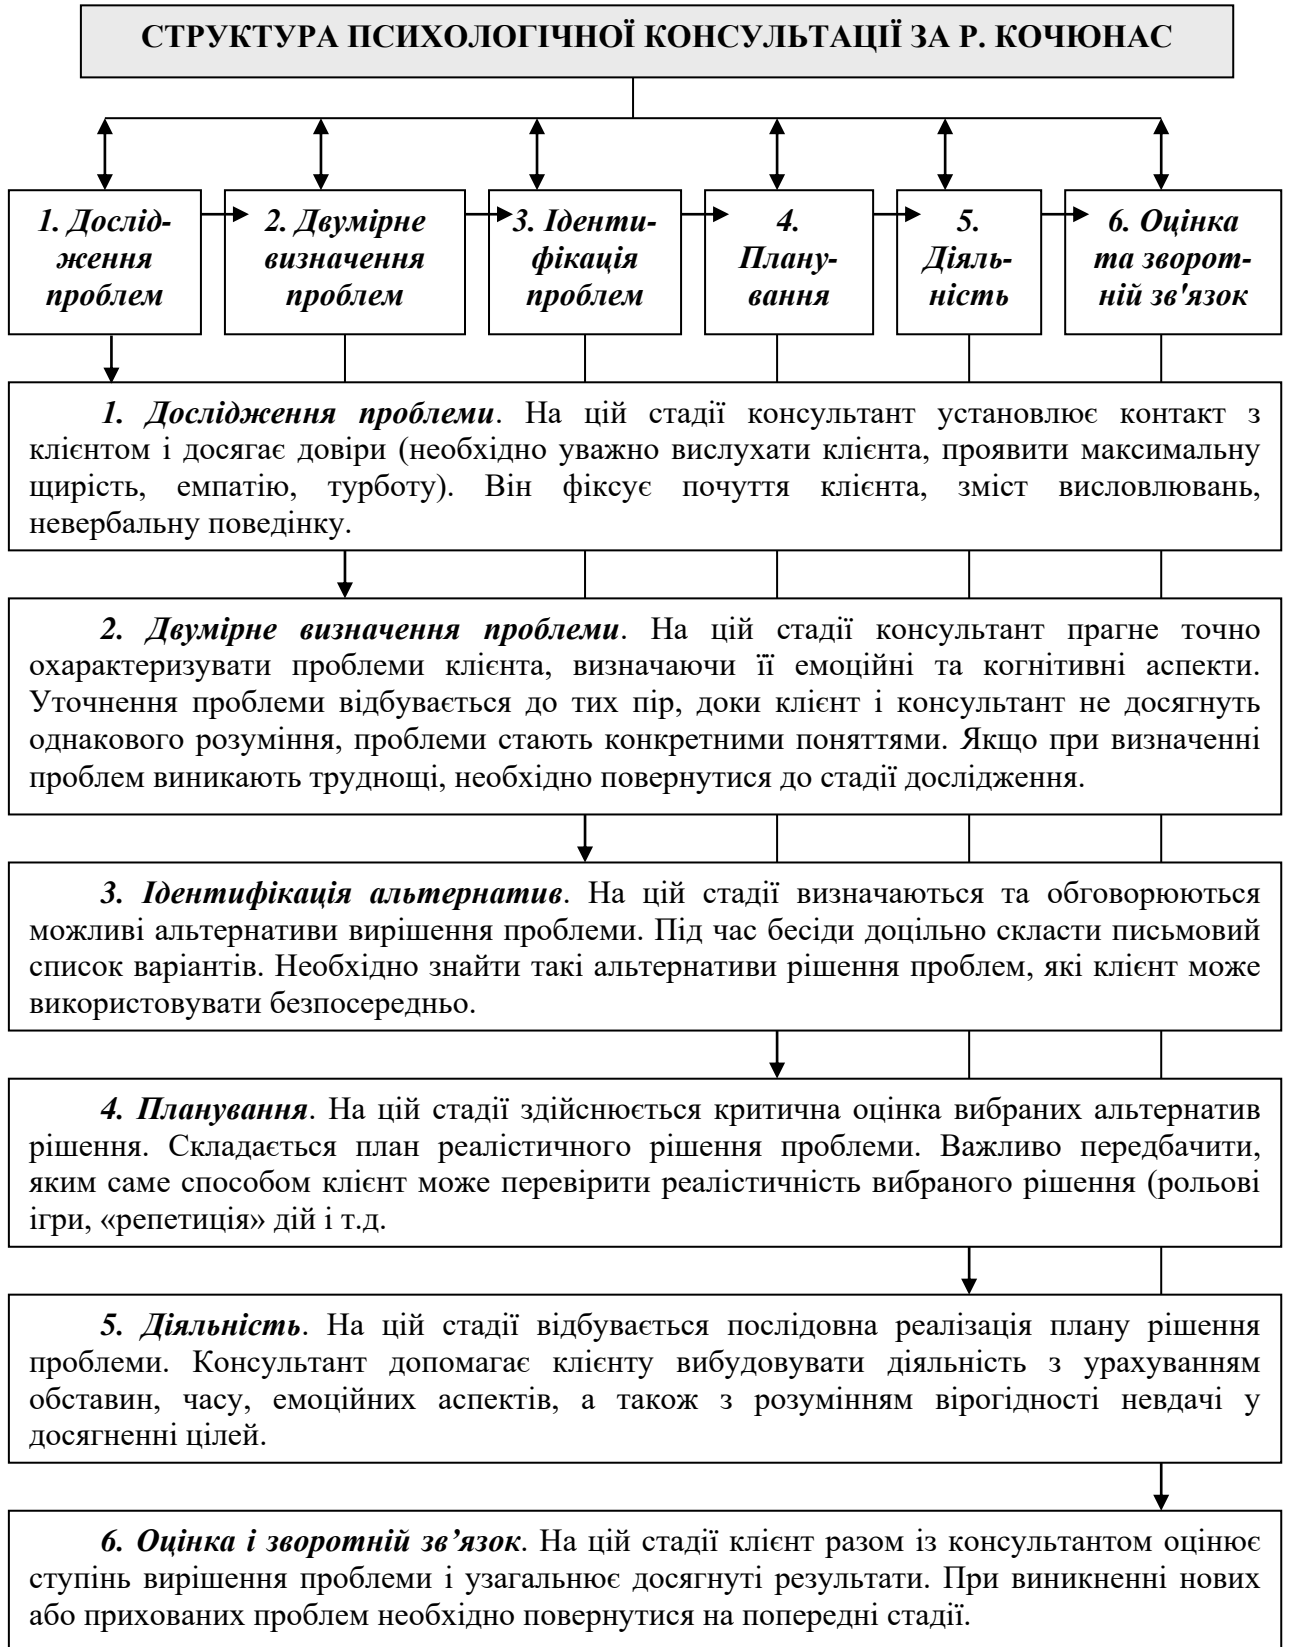 СТРУКТУРА ПСИХОЛОГІЧНОЇ КОНСУЛЬТАЦІЇ ЗА Р. КОЧЮНАС
1. Дослід-
ження
проблем
2. Двумірне
визначення
проблем
3. Іденти-
фікація
проблем
4.
Плану-
вання
5.
Діяль-
ність
6. Оцінка
та зворот-
ній зв'язок
1. Дослідження проблеми. На цій стадії консультант установлює контакт з
клієнтом і досягає довіри (необхідно уважно вислухати клієнта, проявити максимальну
щирість, емпатію, турботу). Він фіксує почуття клієнта, зміст висловлювань,
невербальну поведінку.
2. Двумірне визначення проблеми. На цій стадії консультант прагне точно
охарактеризувати проблеми клієнта, визначаючи її емоційні та когнітивні аспекти.
Уточнення проблеми відбувається до тих пір, доки клієнт і консультант не досягнуть
однакового розуміння, проблеми стають конкретними поняттями. Якщо при визначенні
проблем виникають труднощі, необхідно повернутися до стадії дослідження.
3. Ідентифікація альтернатив. На цій стадії визначаються та обговорюються
можливі альтернативи вирішення проблеми. Під час бесіди доцільно скласти письмовий
список варіантів. Необхідно знайти такі альтернативи рішення проблем, які клієнт може
використовувати безпосередньо.
4. Планування. На цій стадії здійснюється критична оцінка вибраних альтернатив
рішення. Складається план реалістичного рішення проблеми. Важливо передбачити,
яким саме способом клієнт може перевірити реалістичність вибраного рішення (рольові
ігри, «репетиція» дій і т.д.
5. Діяльність. На цій стадії відбувається послідовна реалізація плану рішення
проблеми. Консультант допомагає клієнту вибудовувати діяльність з урахуванням
обставин, часу, емоційних аспектів, а також з розумінням вірогідності невдачі у
досягненні цілей.
6. Оцінка і зворотній зв’язок. На цій стадії клієнт разом із консультантом оцінює
ступінь вирішення проблеми і узагальнює досягнуті результати. При виникненні нових
або прихованих проблем необхідно повернутися на попередні стадії.